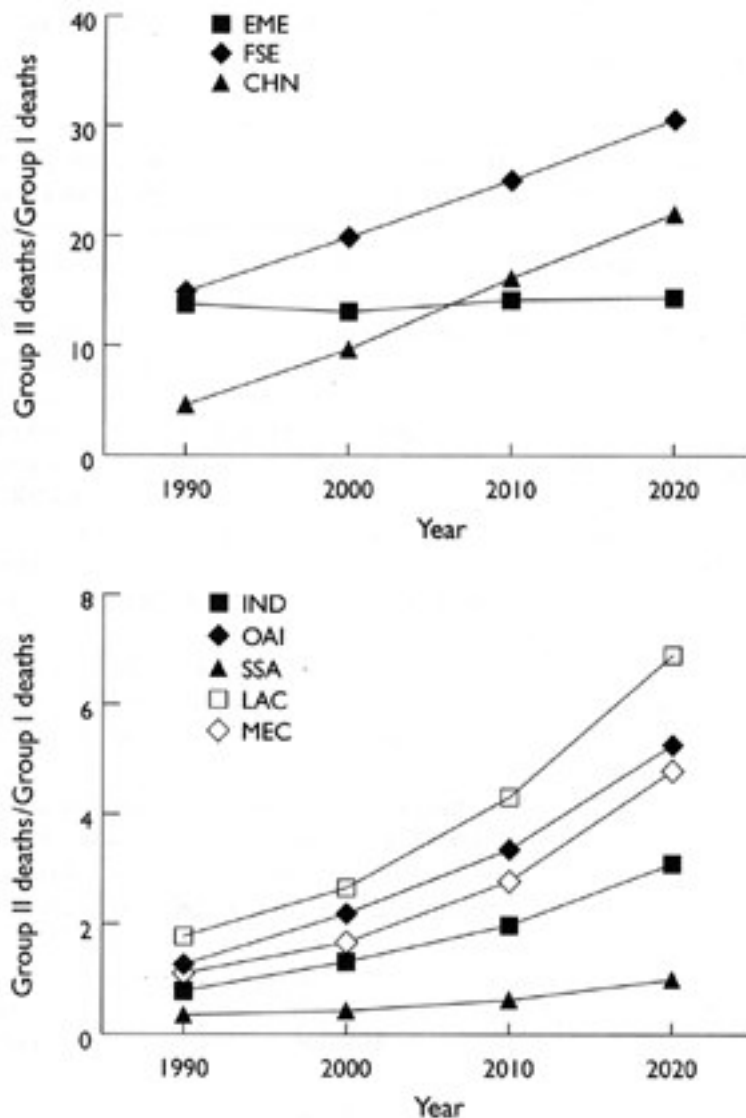 40
EME
FSE
CHN
30
20
10
0
Group II deaths/Group I deaths
1990 2000 2010 2020
Year
8
IND
OAI
SSA
LAC
MEC
6
4
2
0
Group II deaths/Group I deaths
1990 2000 2010 2020
Year